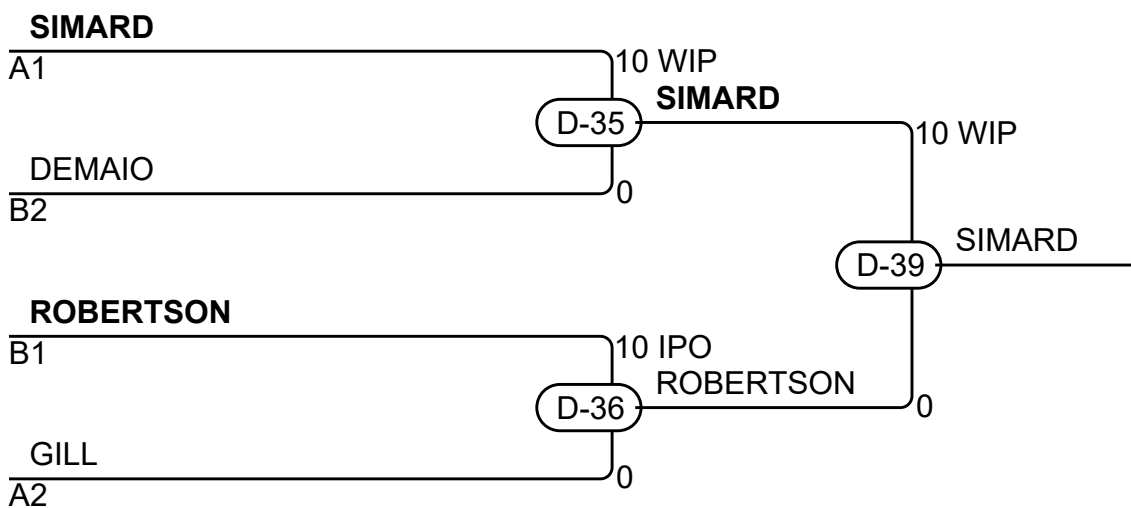 SIMARD
A1
10 WIP
SIMARD
D-35
10 WIP
DEMAIO
B2
0
SIMARD
D-39
ROBERTSON
B1
10 IPO
ROBERTSON
D-36
0
GILL
A2
0